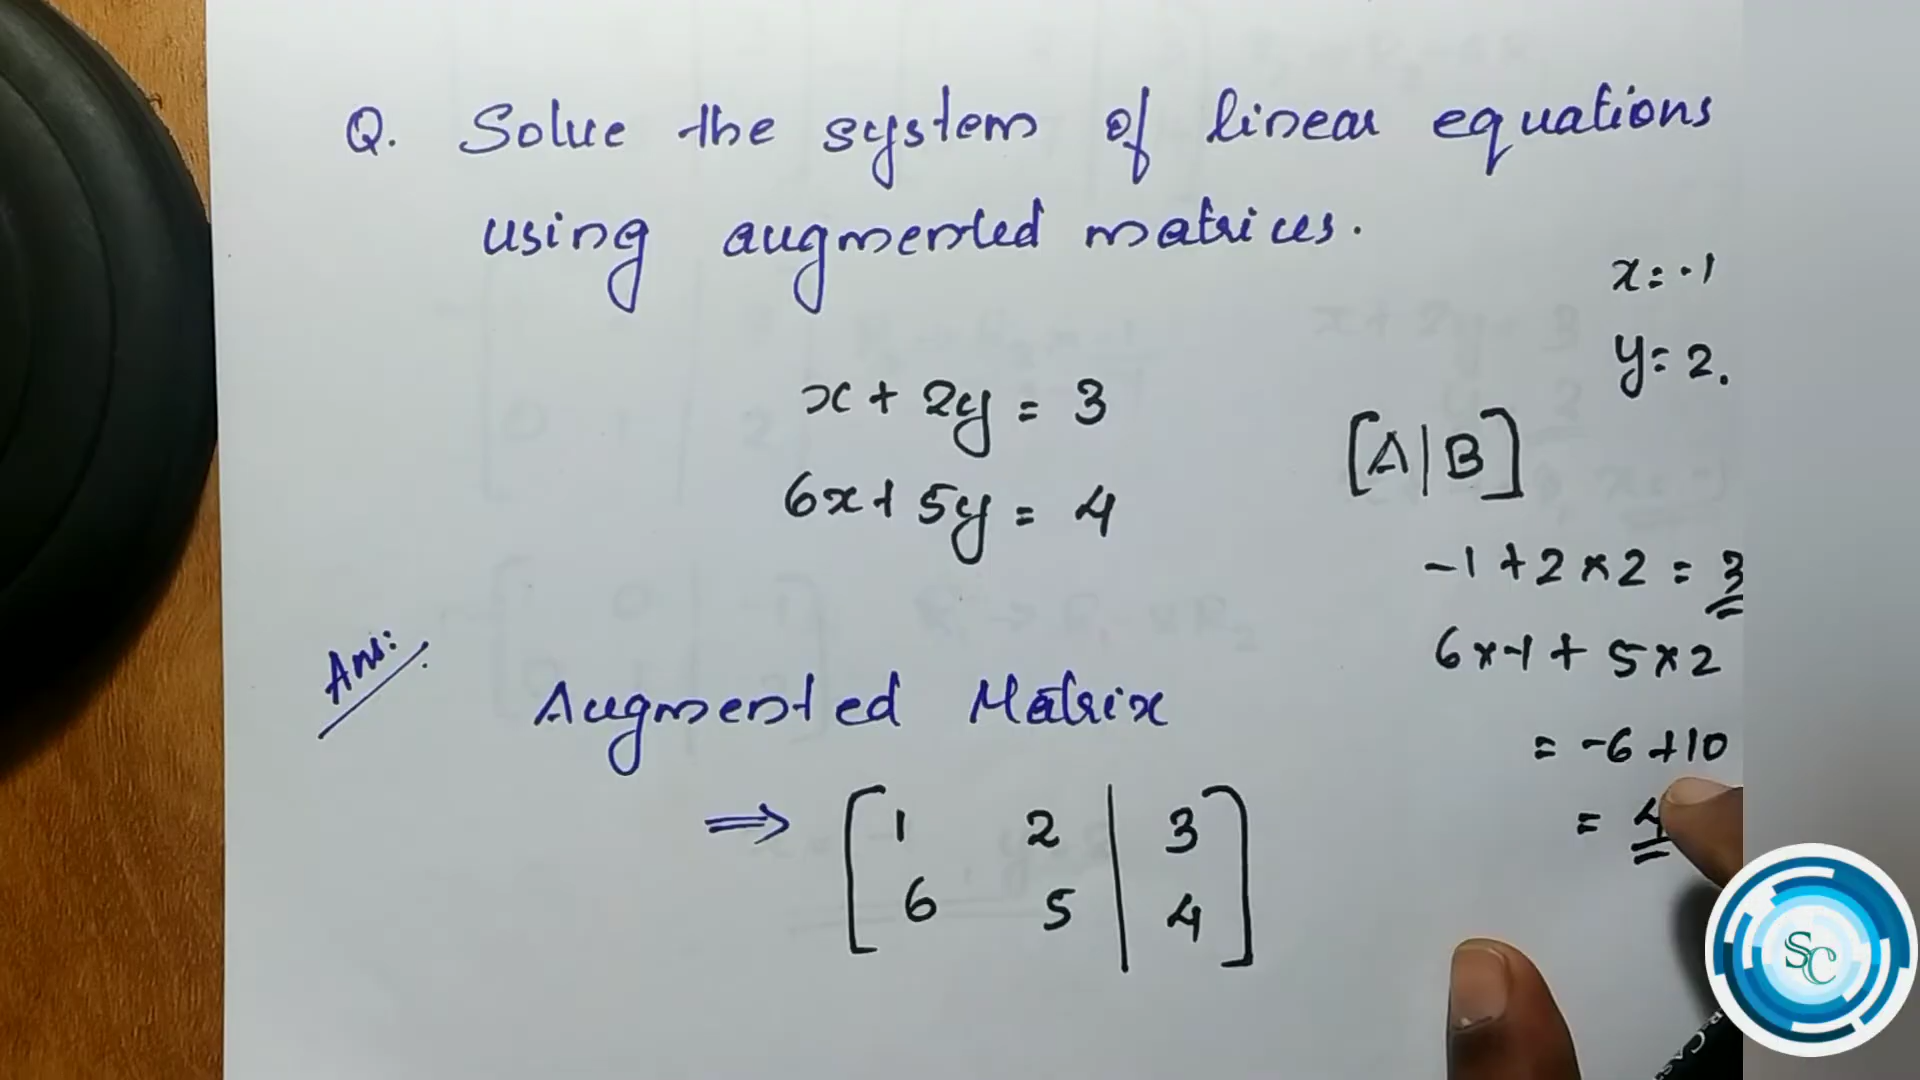 Q. Solve the system of linear equations
using augmented matrices.
x + 2y = 3
6x + 5y = 4
x = -1
y = 2.
[A|B]
-1 + 2 × 2 = 3
6 × -1 + 5 × 2
= -6 + 10
= 4
Ans:
Augmented Matrix
⇒ [ 1 2 | 3 ]
[ 6 5 | 4 ]
SC